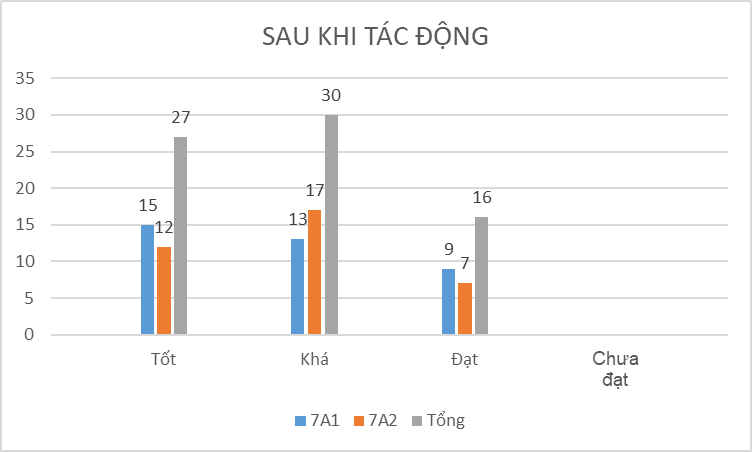 SAU KHI TÁC ĐỘNG
35
30
25
20
15
10
5
0
15
12
27
13
17
30
9
7
16
Tốt
Khá
Đạt
Chưa
đạt
7A1
7A2
Tổng